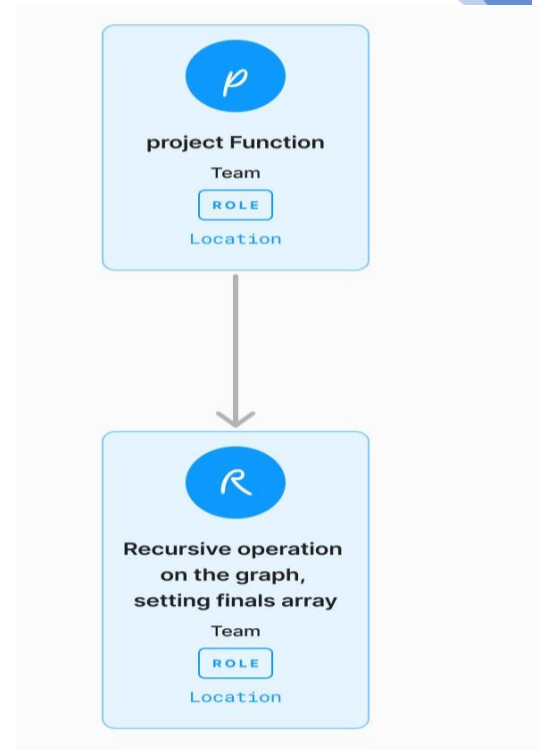 p
project Function
Team
ROLE
Location
R
Recursive operation
on the graph,
setting finals array
Team
ROLE
Location